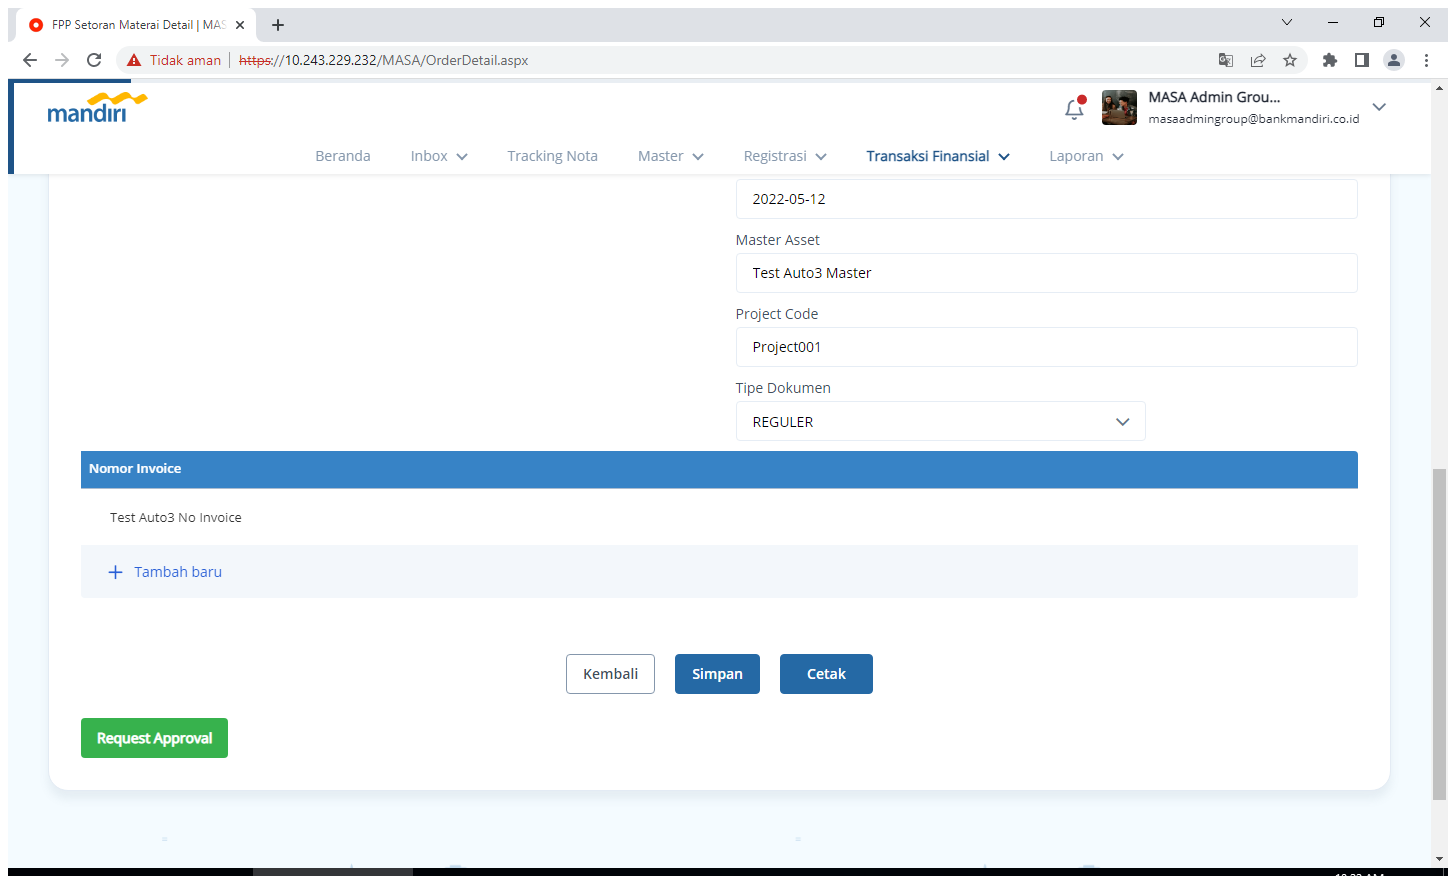 FPP Setoran Materai Detail | MAS
Tidak aman
https://10.243.229.232/MASA/OrderDetail.aspx
mandiri
MASA Admin Grou...
masaadmingroup@bankmandiri.co.id
Beranda
Inbox
Tracking Nota
Master
Registrasi
Transaksi Finansial
Laporan
2022-05-12
Master Asset
Test Auto3 Master
Project Code
Project001
Tipe Dokumen
REGULER
Nomor Invoice
Test Auto3 No Invoice
Tambah baru
Kembali
Simpan
Cetak
Request Approval